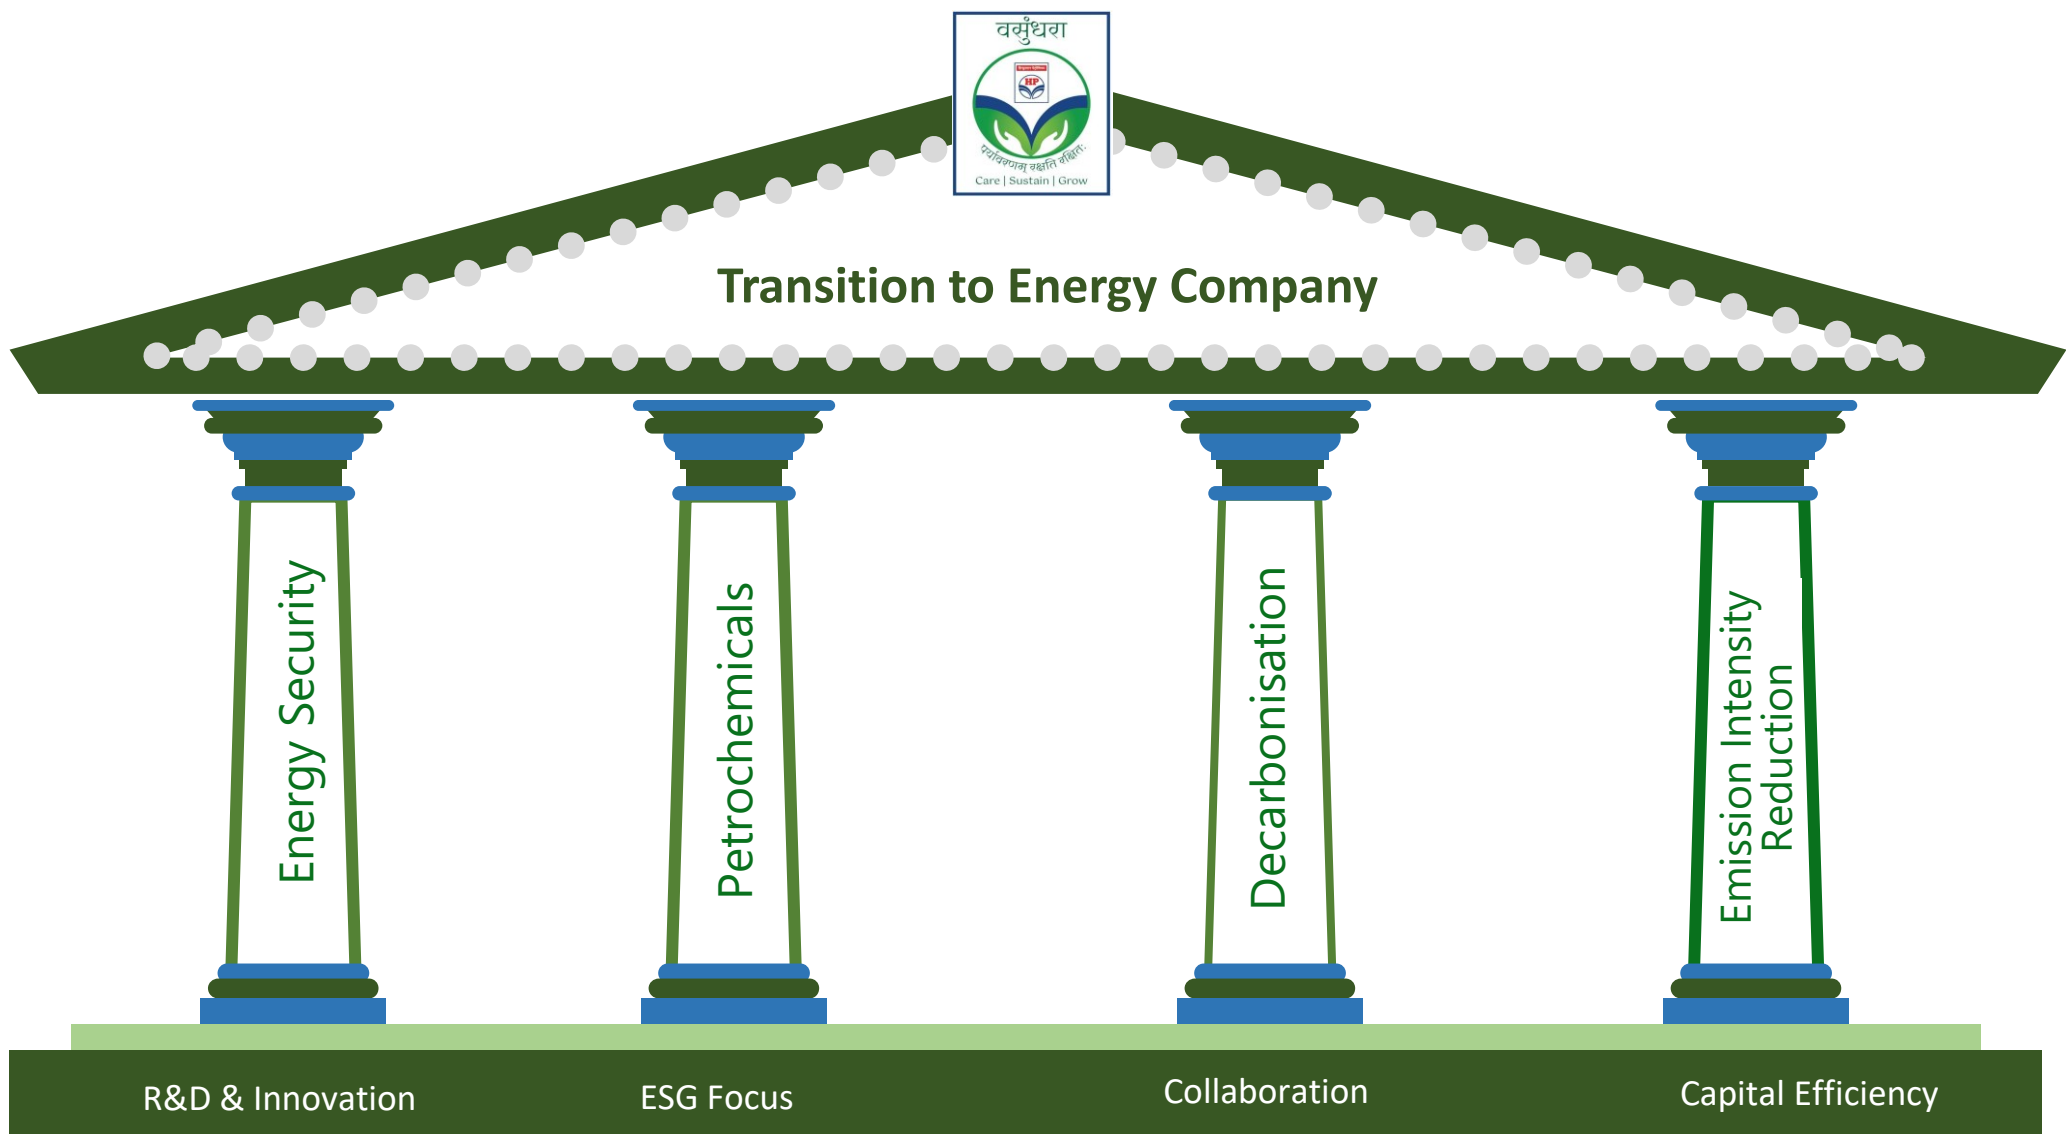 वसुंधरा
HP
पर्यावरणम् रक्षति रक्षितः
Care | Sustain | Grow
Transition to Energy Company
Energy Security
Petrochemicals
Decarbonisation
Emission Intensity
Reduction
R&D & Innovation
ESG Focus
Collaboration
Capital Efficiency